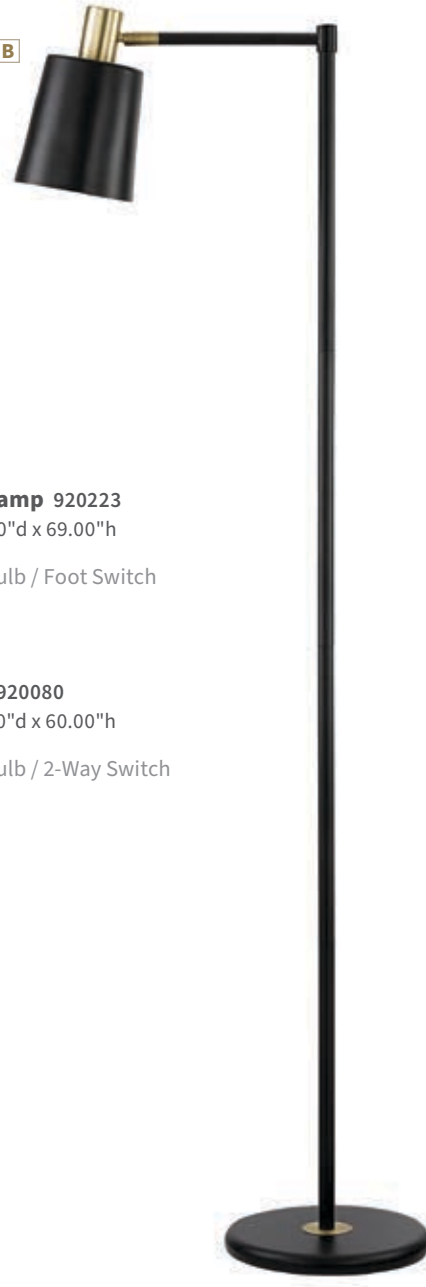 B
amp 920223
0"d x 69.00"h
ulb / Foot Switch
920080
0"d x 60.00"h
ulb / 2-Way Switch